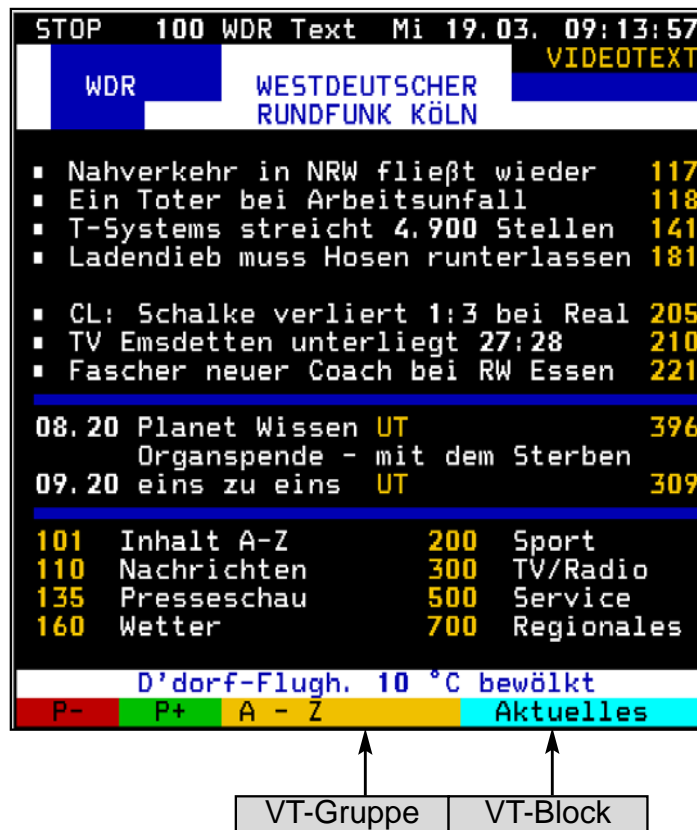 STOP 100 WDR Text Mi 19.03. 09:13:57
VIDEOTEXT
WDR WESTDEUTSCHER
RUNDFUNK KÖLN
▪ Nahverkehr in NRW fließt wieder 117
▪ Ein Toter bei Arbeitsunfall 118
▪ T-Systems streicht 4.900 Stellen 141
▪ Ladendieb muss Hosen runterlassen 181
▪ CL: Schalke verliert 1:3 bei Real 205
▪ TV Emsdetten unterliegt 27:28 210
▪ Fascher neuer Coach bei RW Essen 221
08.20 Planet Wissen UT 396
Organspende - mit dem Sterben
09.20 eins zu eins UT 309
101 Inhalt A-Z 200 Sport
110 Nachrichten 300 TV/Radio
135 Presseschau 500 Service
160 Wetter 700 Regionales
D'dorf-Flugh. 10 °C bewölkt
P- P+ A - Z Aktuelles
VT-Gruppe VT-Block